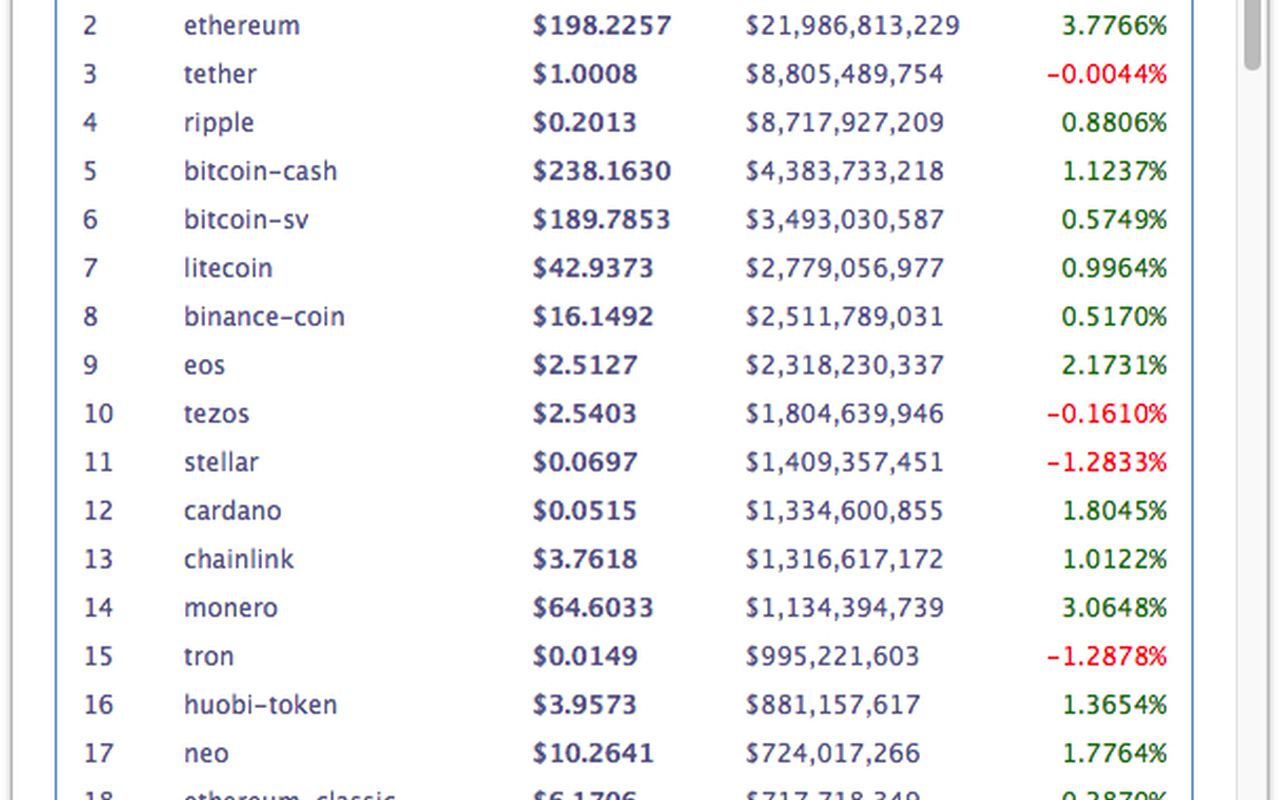 2 ethereum $198.2257 $21,986,813,229 3.7766%
3 tether $1.0008 $8,805,489,754 -0.0044%
4 ripple $0.2013 $8,717,927,209 0.8806%
5 bitcoin-cash $238.1630 $4,383,733,218 1.1237%
6 bitcoin-sv $189.7853 $3,493,030,587 0.5749%
7 litecoin $42.9373 $2,779,056,977 0.9964%
8 binance-coin $16.1492 $2,511,789,031 0.5170%
9 eos $2.5127 $2,318,230,337 2.1731%
10 tezos $2.5403 $1,804,639,946 -0.1610%
11 stellar $0.0697 $1,409,357,451 -1.2833%
12 cardano $0.0515 $1,334,600,855 1.8045%
13 chainlink $3.7618 $1,316,617,172 1.0122%
14 monero $64.6033 $1,134,394,739 3.0648%
15 tron $0.0149 $995,221,603 -1.2878%
16 huobi-token $3.9573 $881,157,617 1.3654%
17 neo $10.2641 $724,017,266 1.7764%
18 ethereum-classic